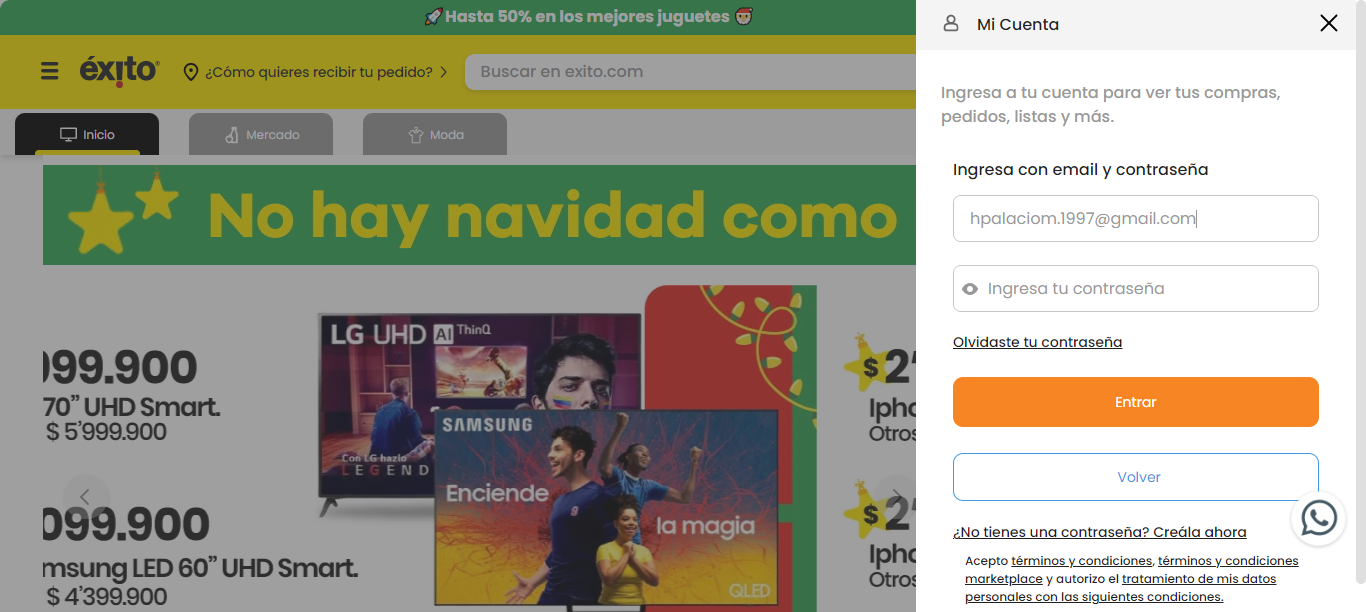 🚀 Hasta 50% en los mejores juguetes 🎅
Mi Cuenta
éxito
¿Cómo quieres recibir tu pedido?
Buscar en exito.com
Inicio
Mercado
Moda
No hay navidad como
099.900
70” UHD Smart.
$ 5’999.900
099.900
msung LED 60” UHD Smart.
$ 4’399.900
LG UHD AI ThinQ
Con LG hazlo
LEGEND
SAMSUNG
Enciende
la magia
QLED
$ 2'
Ipho
Otros
$ 2'
Ipho
Otros
Ingresa a tu cuenta para ver tus compras,
pedidos, listas y más.
Ingresa con email y contraseña
hpalaciom.1997@gmail.com
Ingresa tu contraseña
Olvidaste tu contraseña
Entrar
Volver
¿No tienes una contraseña? Creála ahora
Acepto términos y condiciones, términos y condiciones
marketplace y autorizo el tratamiento de mis datos
personales con las siguientes condiciones.